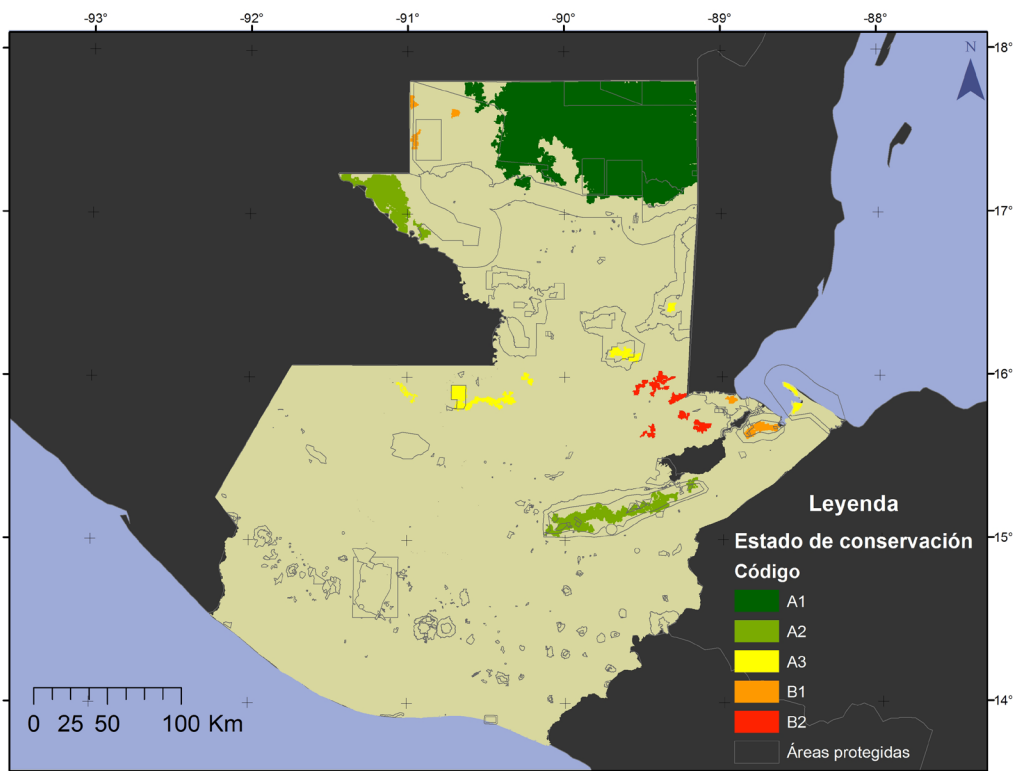 -93° -92° -91° -90° -89° -88°
N
18°
17°
16°
15°
14°
Leyenda
Estado de conservación
Código
A1
A2
A3
B1
B2
Áreas protegidas
0 25 50 100 Km